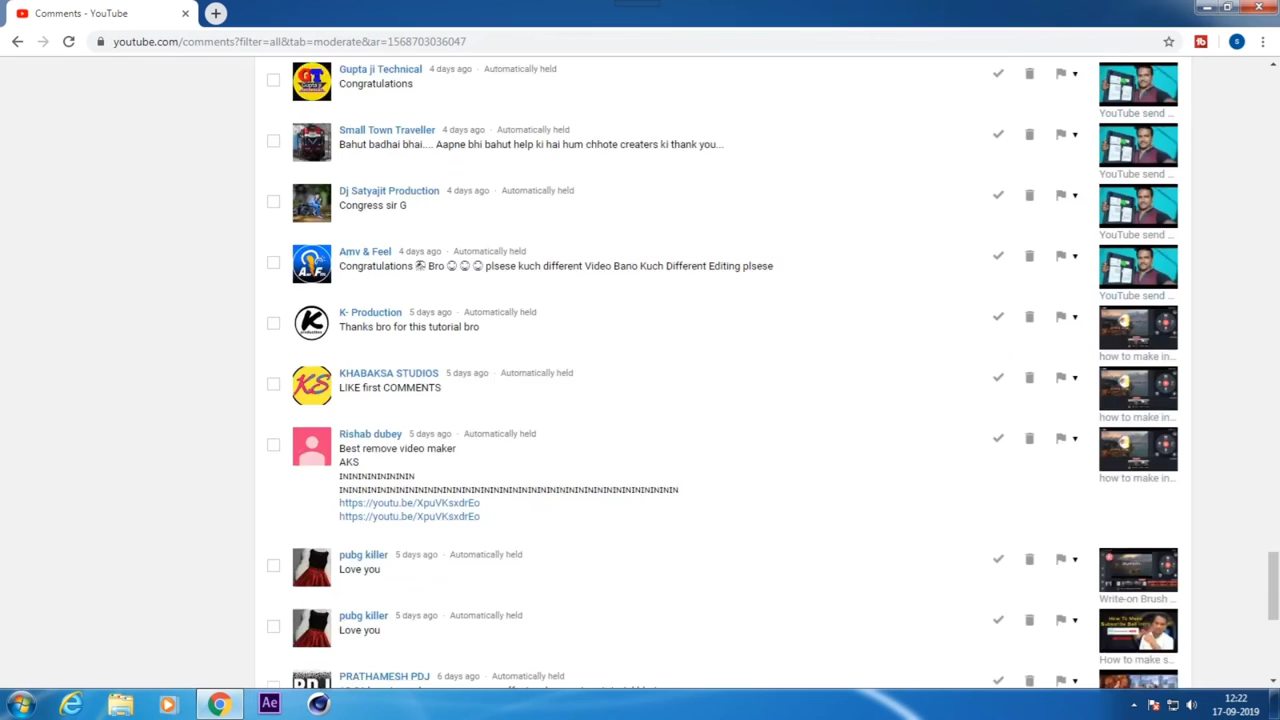 Comments - YouTube
youtube.com/comments?filter=all&tab=moderate&ar=1568703036047
Gupta ji Technical 4 days ago · Automatically held
Congratulations
YouTube send ...
Small Town Traveller 4 days ago · Automatically held
Bahut badhai bhai.... Aapne bhi bahut help ki hai hum chhote creaters ki thank you...
YouTube send ...
Dj Satyajit Production 4 days ago · Automatically held
Congress sir G
YouTube send ...
Amv & Feel 4 days ago · Automatically held
Congratulations Bro plsese kuch different Video Bano Kuch Different Editing plsese
YouTube send ...
K- Production 5 days ago · Automatically held
Thanks bro for this tutorial bro
how to make in...
KHABAKSA STUDIOS 5 days ago · Automatically held
LIKE first COMMENTS
how to make in...
Rishab dubey 5 days ago · Automatically held
Best remove video maker
AKS
how to make in...
https://youtu.be/XpuVKsxdrEo
https://youtu.be/XpuVKsxdrEo
pubg killer 5 days ago · Automatically held
Love you
Write-on Brush ...
pubg killer 5 days ago · Automatically held
Love you
How To Make
How to make s...
PRATHAMESH PDJ 6 days ago · Automatically held
12:22
17-09-2019